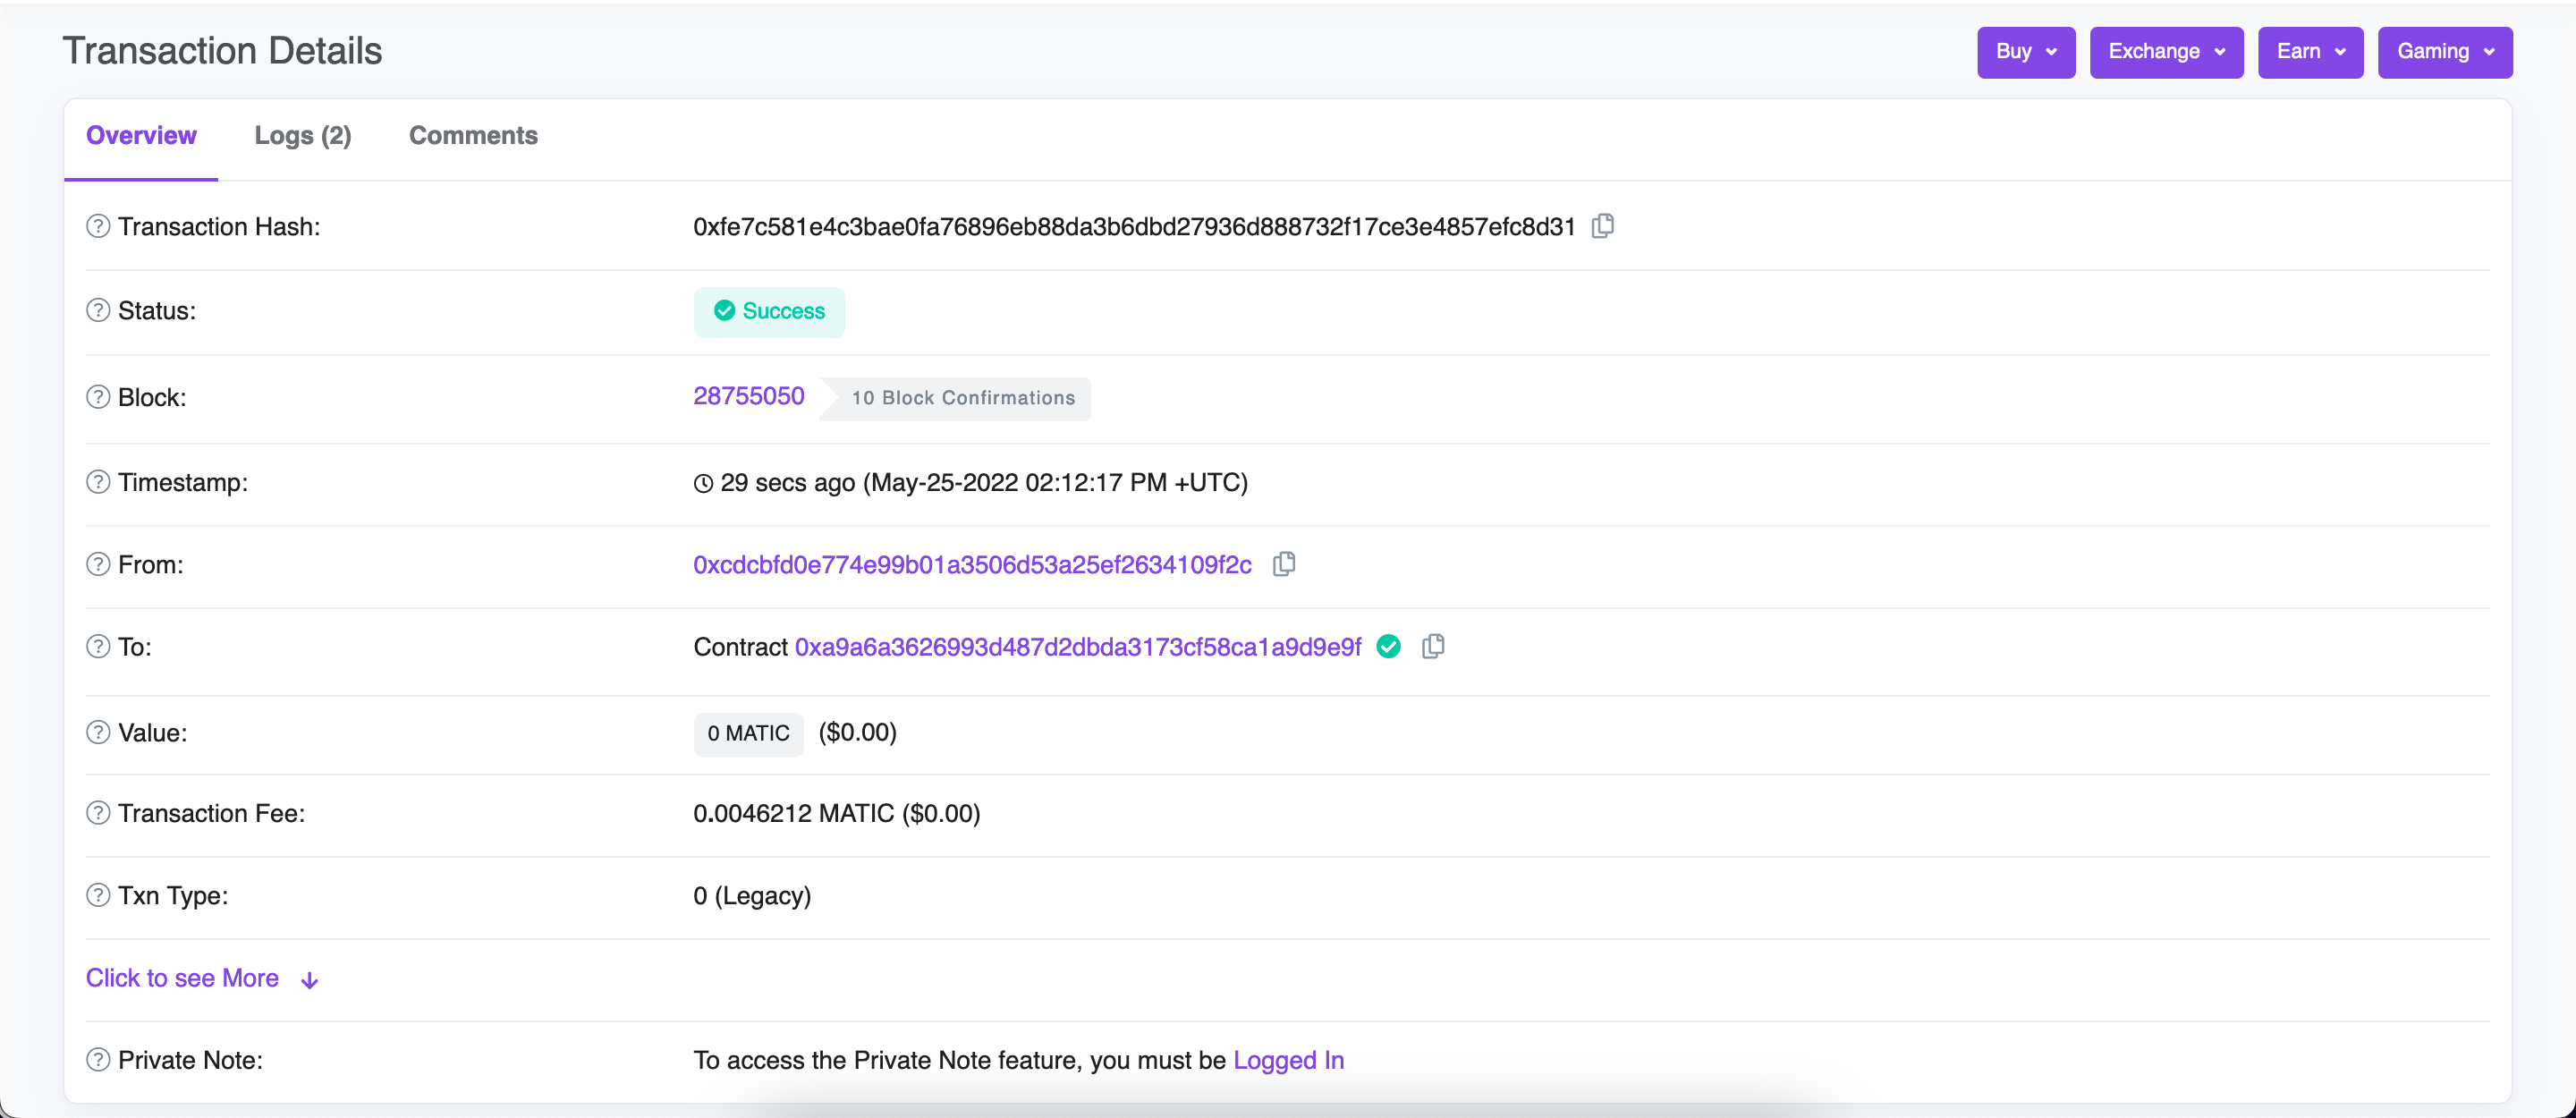 Transaction Details
Buy Exchange Earn Gaming
Overview Logs (2) Comments
Transaction Hash: 0xfe7c581e4c3bae0fa76896eb88da3b6dbd27936d888732f17ce3e4857efc8d31
Status: Success
Block: 28755050 10 Block Confirmations
Timestamp: 29 secs ago (May-25-2022 02:12:17 PM +UTC)
From: 0xcdcbfd0e774e99b01a3506d53a25ef2634109f2c
To: Contract 0xa9a6a3626993d487d2dbda3173cf58ca1a9d9e9f
Value: 0 MATIC ($0.00)
Transaction Fee: 0.0046212 MATIC ($0.00)
Txn Type: 0 (Legacy)
Click to see More
Private Note: To access the Private Note feature, you must be Logged In